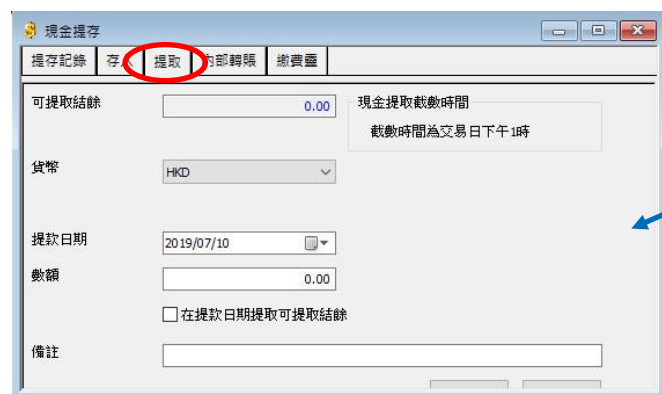 現金提存
提存記錄 存入 提取 內部轉賬 繳費靈
可提取結餘 0.00 現金提取截數時間
截數時間為交易日下午1時
貨幣 HKD
提款日期 2019/07/10
數額 0.00
在提款日期提取可提取結餘
備註